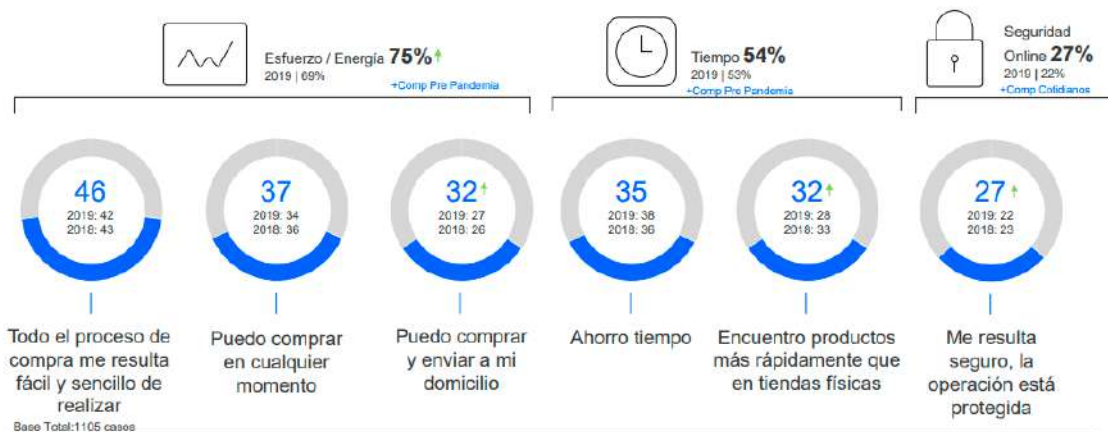 Esfuerzo / Energía 75%
2019 | 69%
+Comp Pre Pandemia
Tiempo 54%
2019 | 53%
+Comp Pre Pandemia
Seguridad
Online 27%
2019 | 22%
+Comp Cotidianos
46
2019: 42
2018: 43
Todo el proceso de
compra me resulta
fácil y sencillo de
realizar
37
2019: 34
2018: 36
Puedo comprar
en cualquier
momento
32
2019: 27
2018: 26
Puedo comprar
y enviar a mi
domicilio
35
2019: 38
2018: 36
Ahorro tiempo
32
2019: 28
2018: 33
Encuentro productos
más rápidamente que
en tiendas físicas
27
2019: 22
2018: 23
Me resulta
seguro, la
operación está
protegida
Base Total:1105 casos